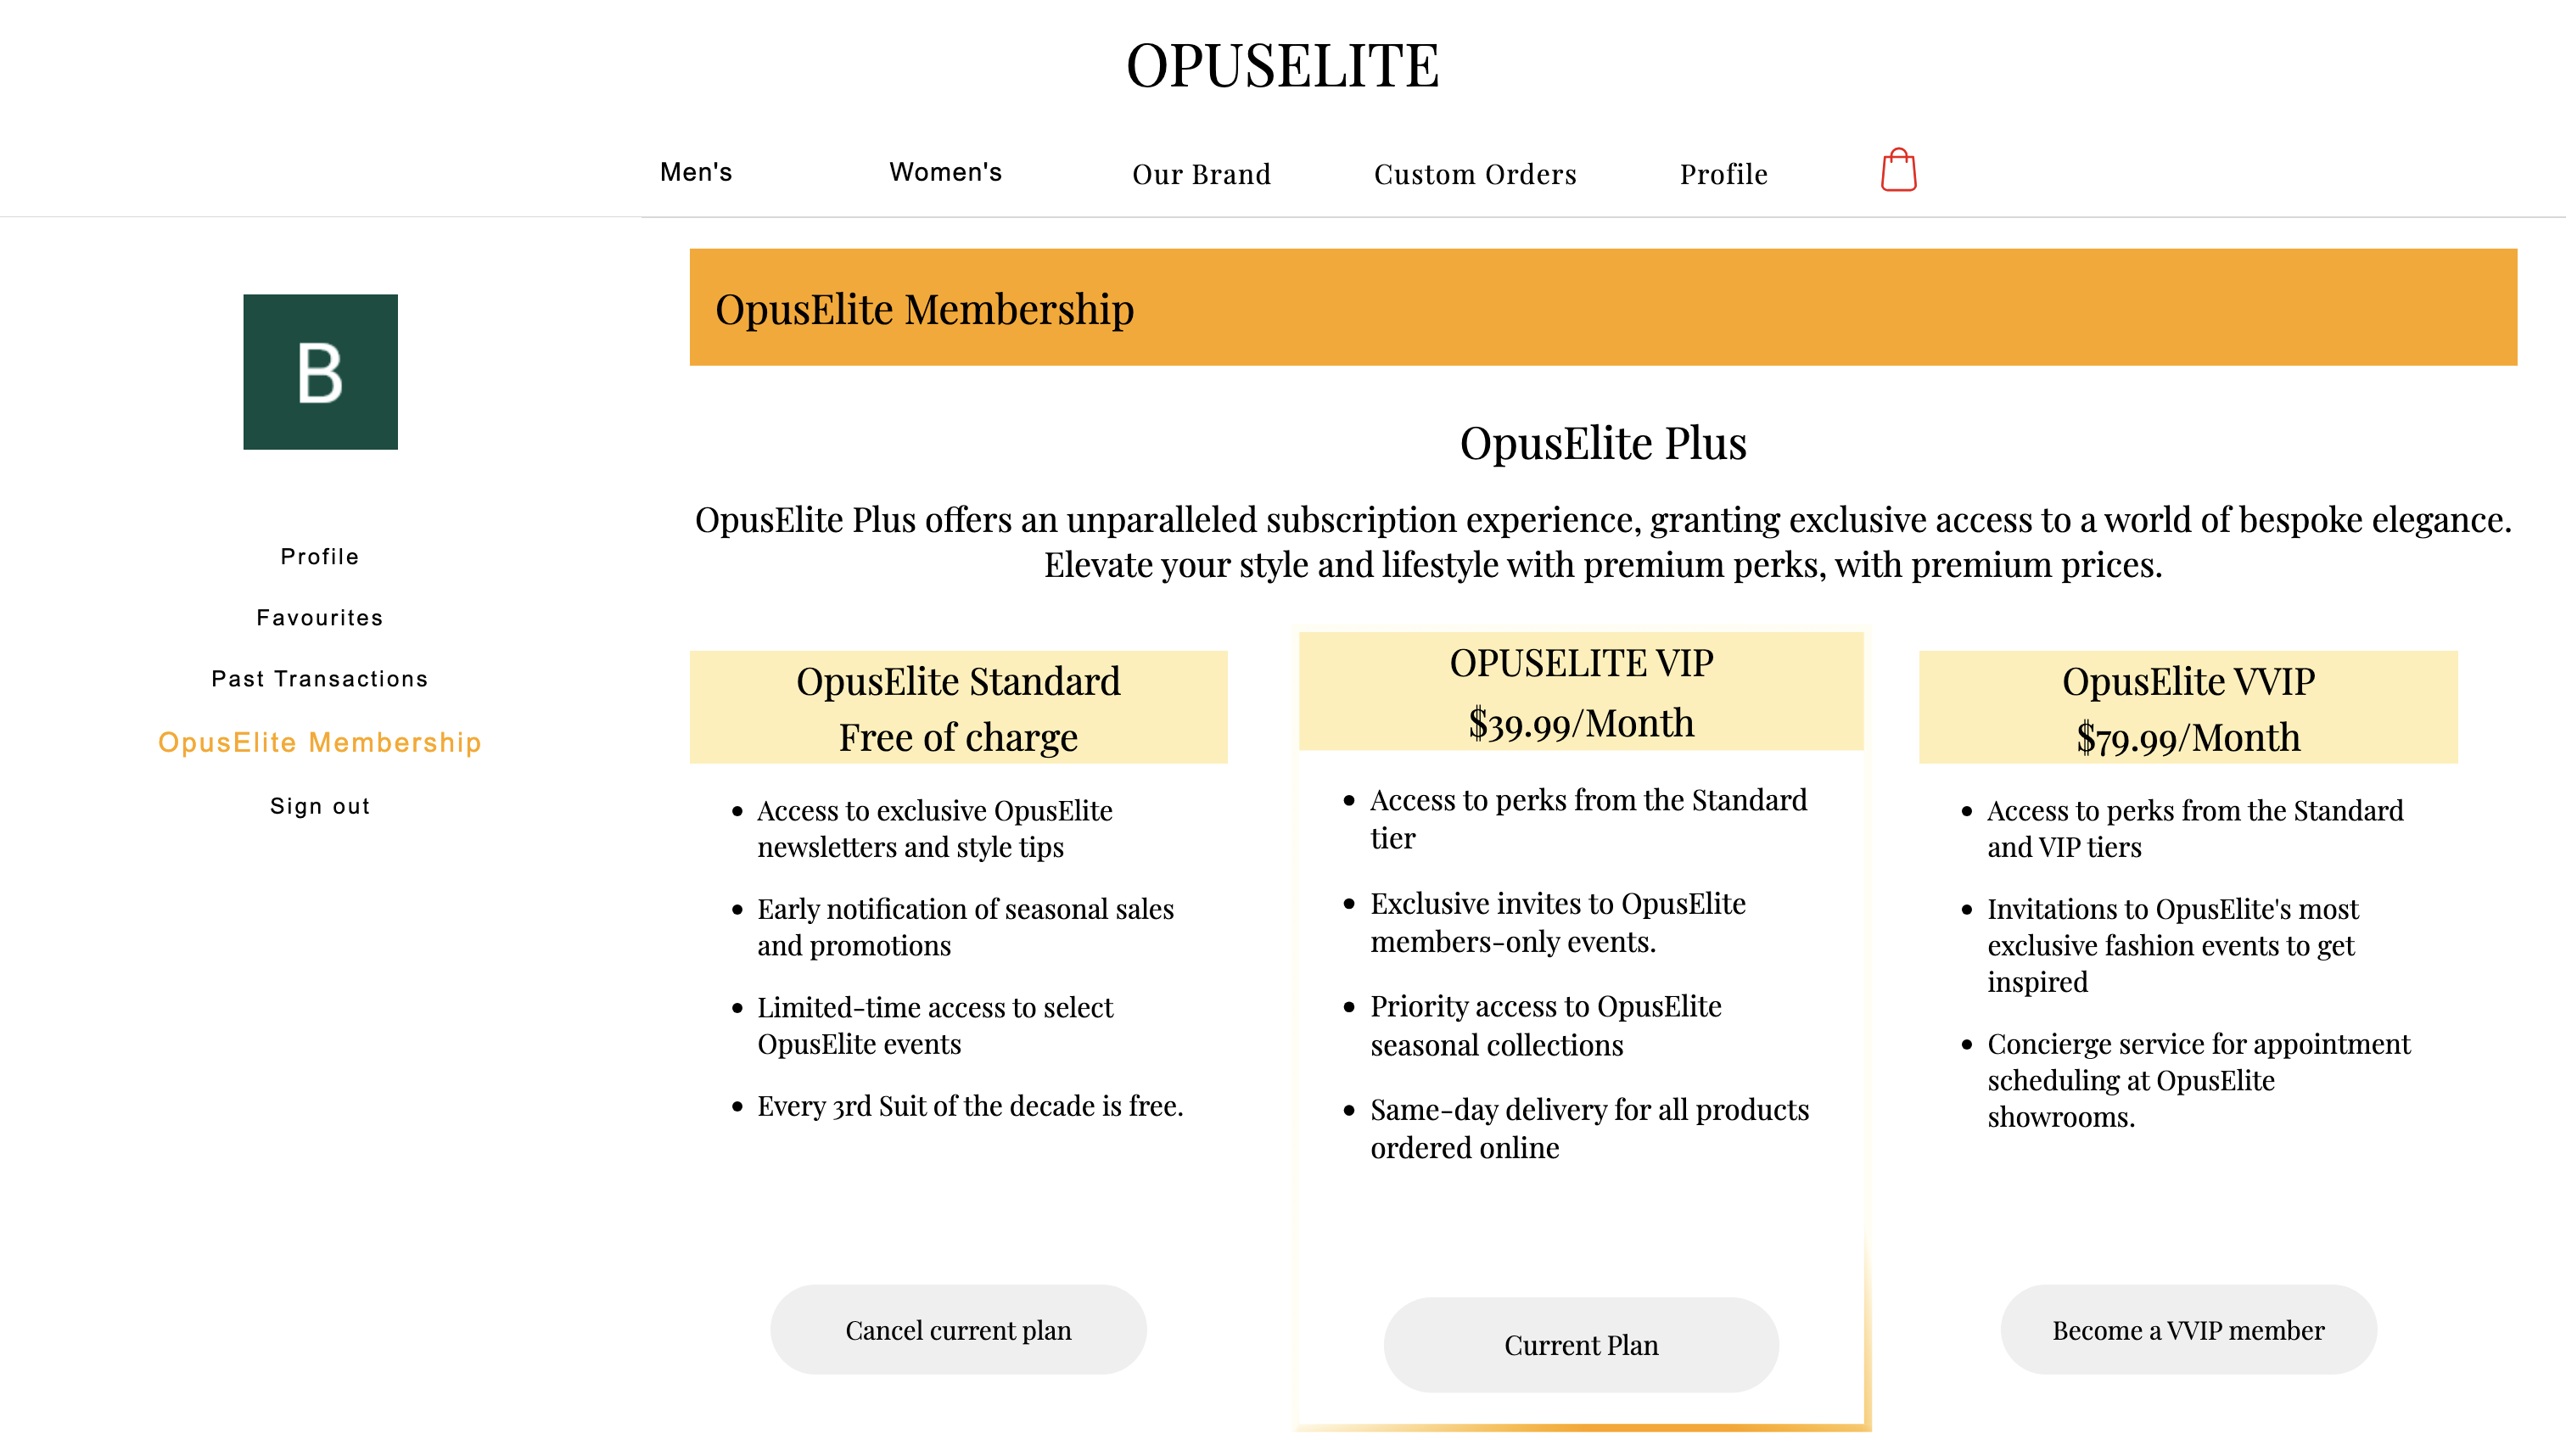 OPUSELITE
Men's
Women's
Our Brand
Custom Orders
Profile
B
Profile
Favourites
Past Transactions
OpusElite Membership
Sign out
OpusElite Membership
OpusElite Plus
OpusElite Plus offers an unparalleled subscription experience, granting exclusive access to a world of bespoke elegance.
Elevate your style and lifestyle with premium perks, with premium prices.
OpusElite Standard
Free of charge
• Access to exclusive OpusElite
newsletters and style tips
• Early notification of seasonal sales
and promotions
• Limited-time access to select
OpusElite events
• Every 3rd Suit of the decade is free.
Cancel current plan
OPUSELITE VIP
$39.99/Month
• Access to perks from the Standard
tier
• Exclusive invites to OpusElite
members-only events.
• Priority access to OpusElite
seasonal collections
• Same-day delivery for all products
ordered online
Current Plan
OpusElite VVIP
$79.99/Month
• Access to perks from the Standard
and VIP tiers
• Invitations to OpusElite's most
exclusive fashion events to get
inspired
• Concierge service for appointment
scheduling at OpusElite
showrooms.
Become a VVIP member